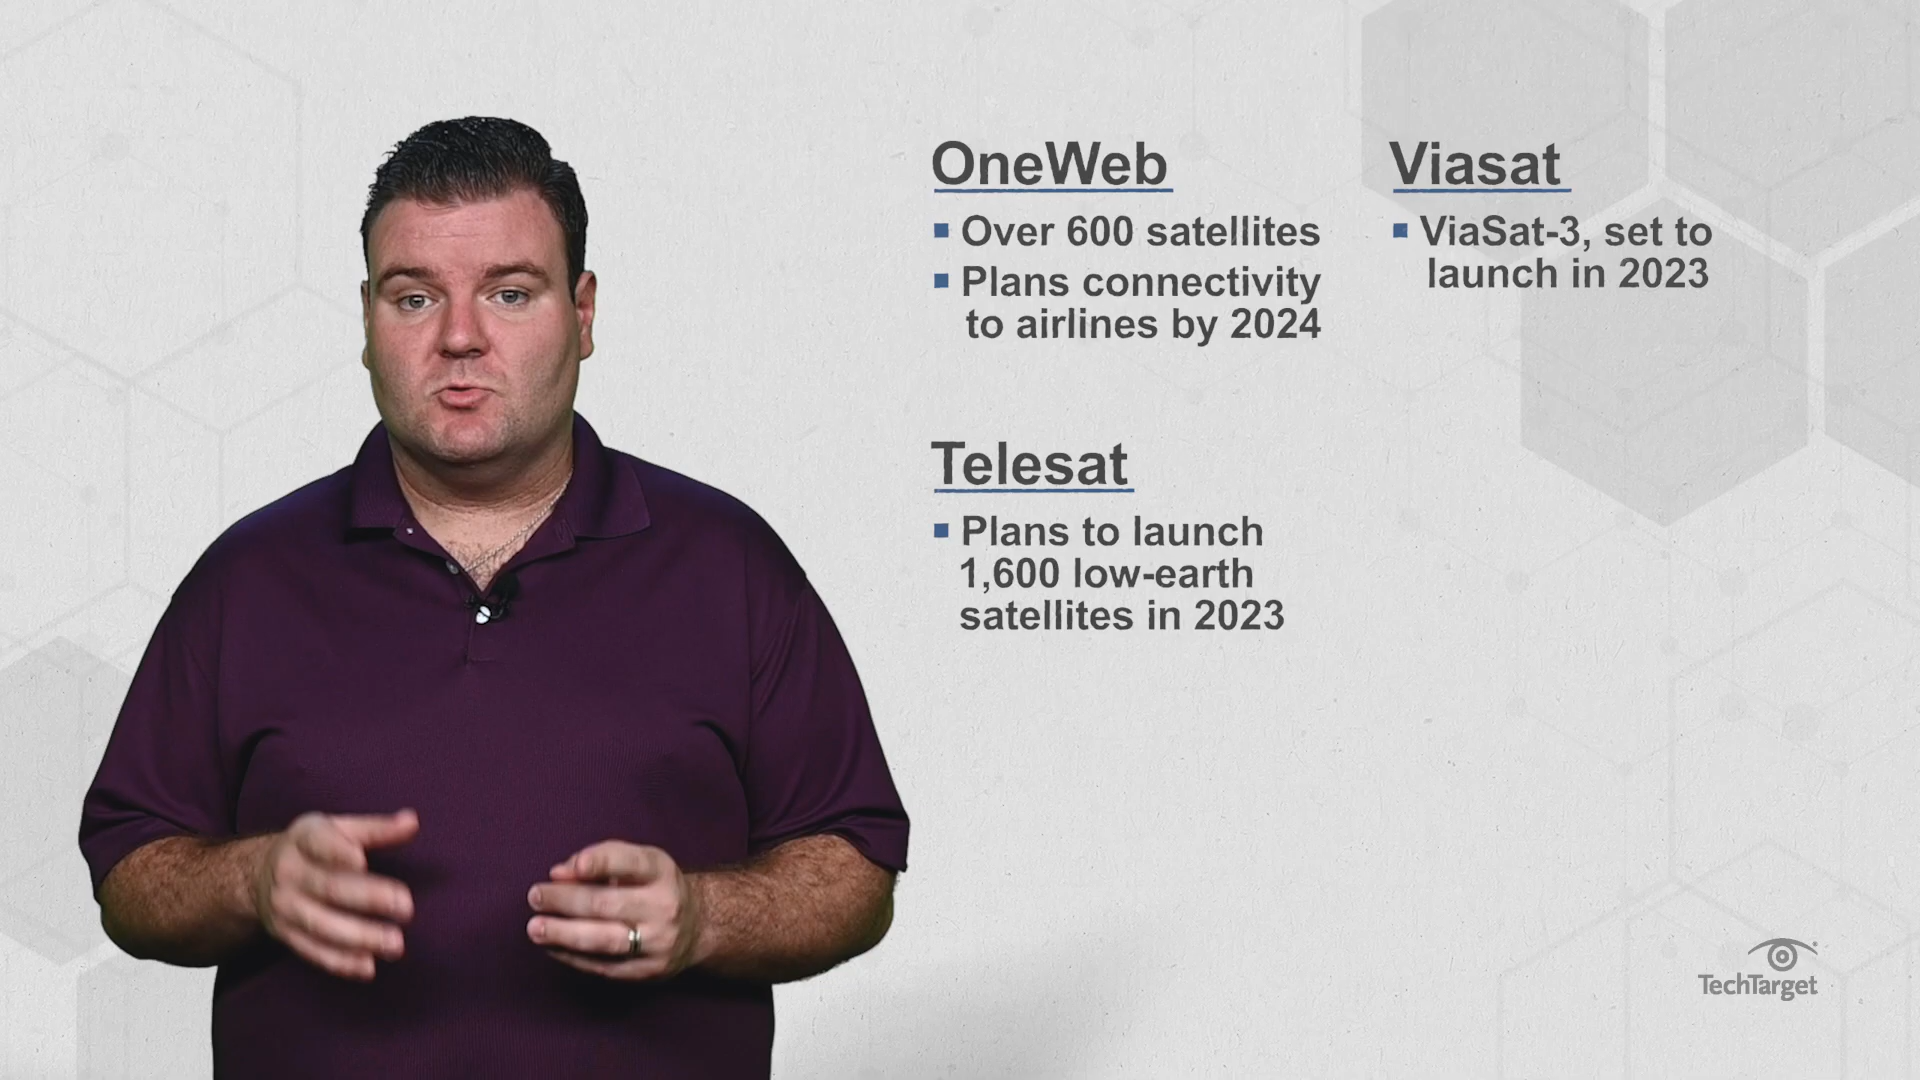 OneWeb
Over 600 satellites
Plans connectivity
to airlines by 2024
Viasat
ViaSat-3, set to
launch in 2023
Telesat
Plans to launch
1,600 low-earth
satellites in 2023
TechTarget